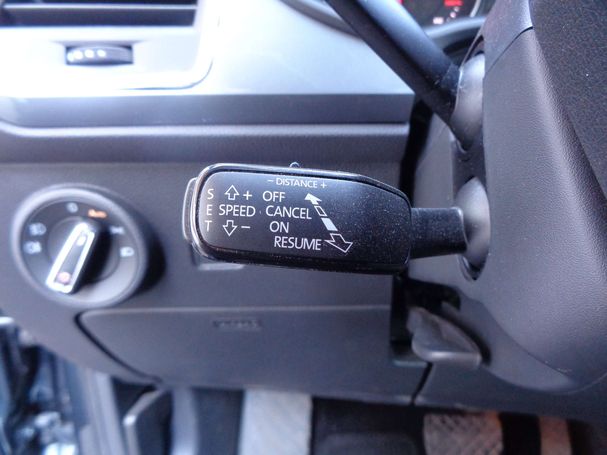 - DISTANCE +
S + OFF
E SPEED · CANCEL
T - ON
RESUME